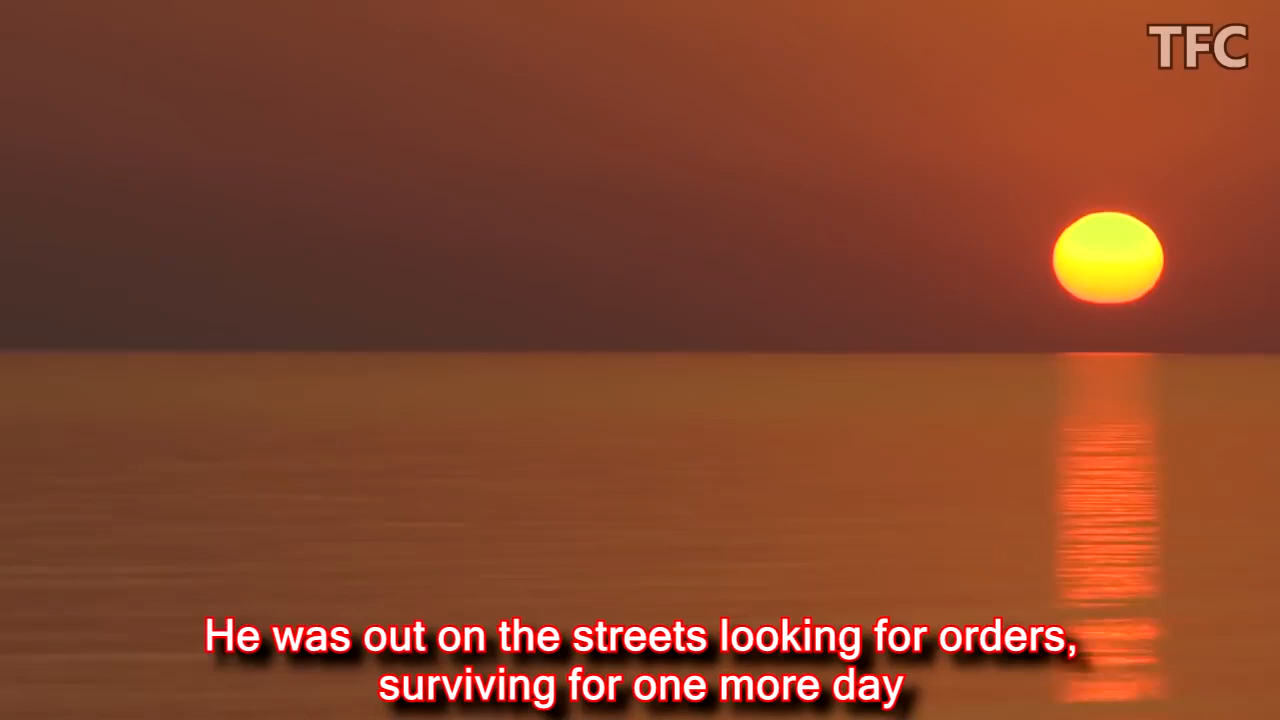 TFC
He was out on the streets looking for orders,
surviving for one more day